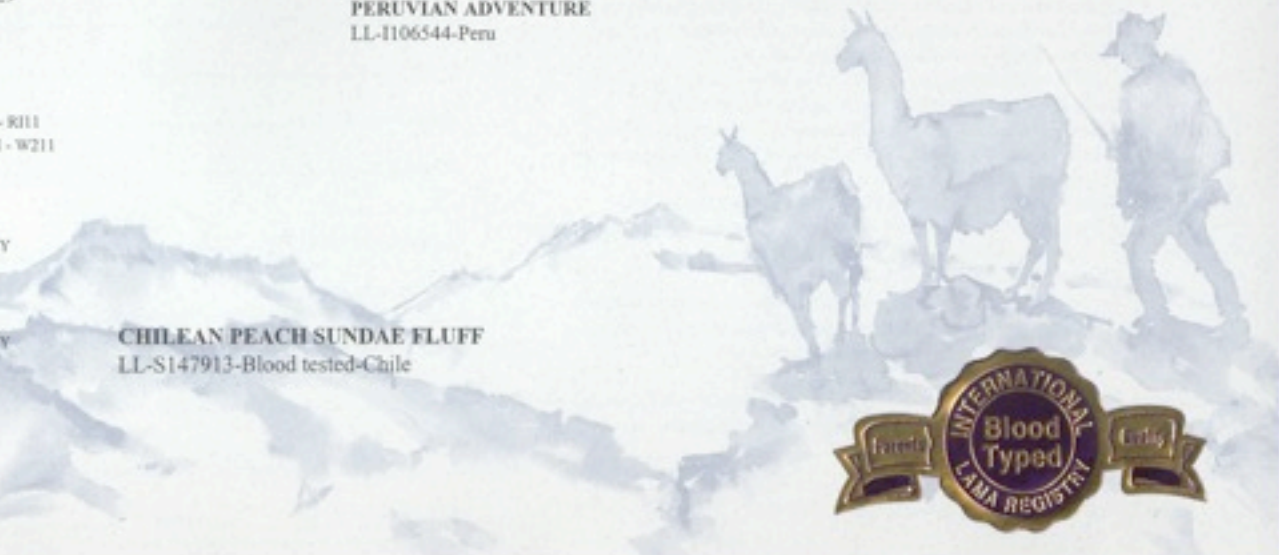 PERUVIAN ADVENTURE
LL-I106544-Peru
- RI11
- W211
Y
Y
CHILEAN PEACH SUNDAE FLUFF
LL-S147913-Blood tested-Chile
INTERNATIONAL
Parents
Blood
Typed
LAMA REGISTRY